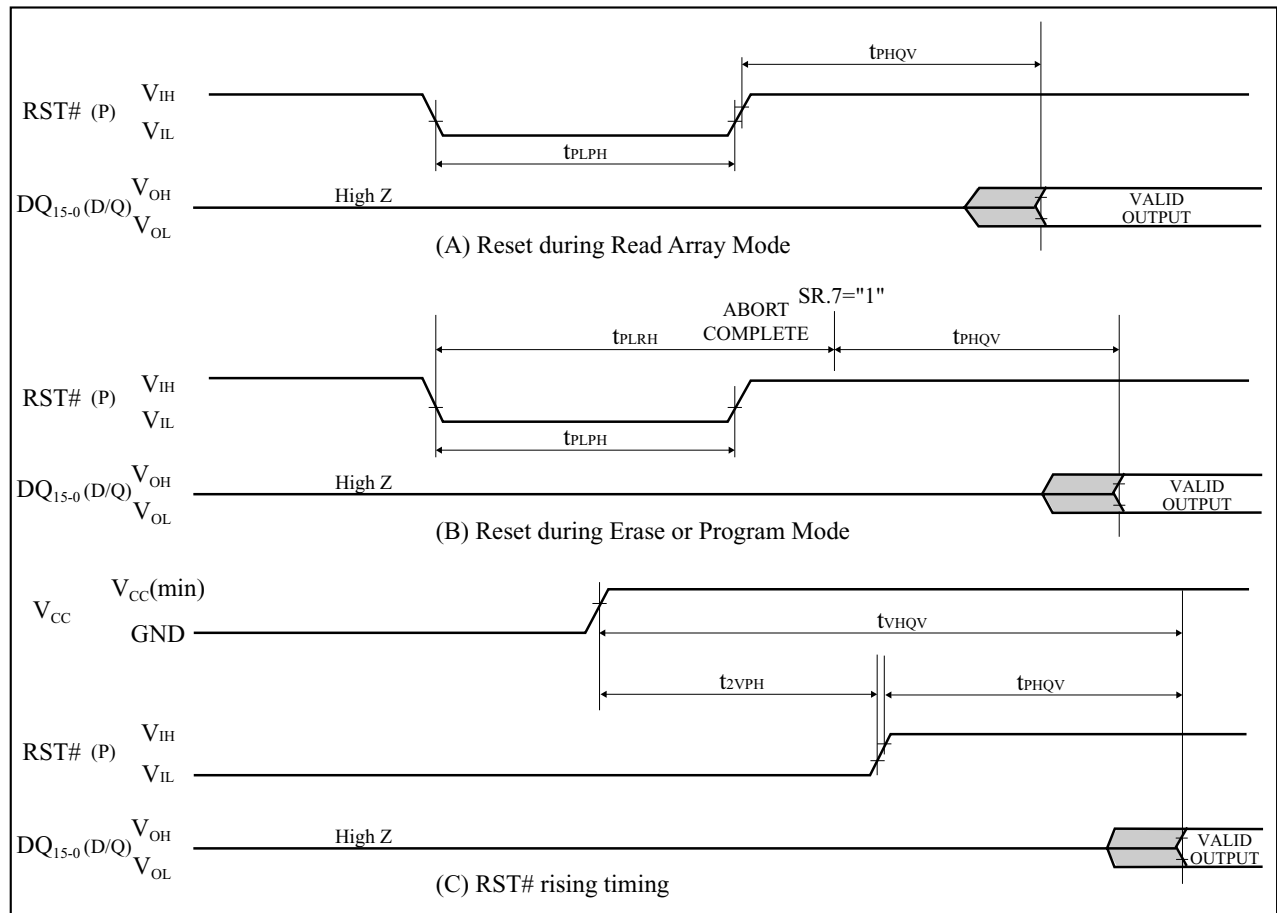 tPHQV
RST# (P) VIH
VIL
tPLPH
DQ15-0 (D/Q) VOH
VOL
High Z
VALID
OUTPUT
(A) Reset during Read Array Mode
SR.7="1"
ABORT
COMPLETE
tPLRH
tPHQV
RST# (P) VIH
VIL
tPLPH
DQ15-0 (D/Q) VOH
VOL
High Z
VALID
OUTPUT
(B) Reset during Erase or Program Mode
VCC VCC(min)
GND
tVHQV
t2VPH
tPHQV
RST# (P) VIH
VIL
DQ15-0 (D/Q) VOH
VOL
High Z
VALID
OUTPUT
(C) RST# rising timing